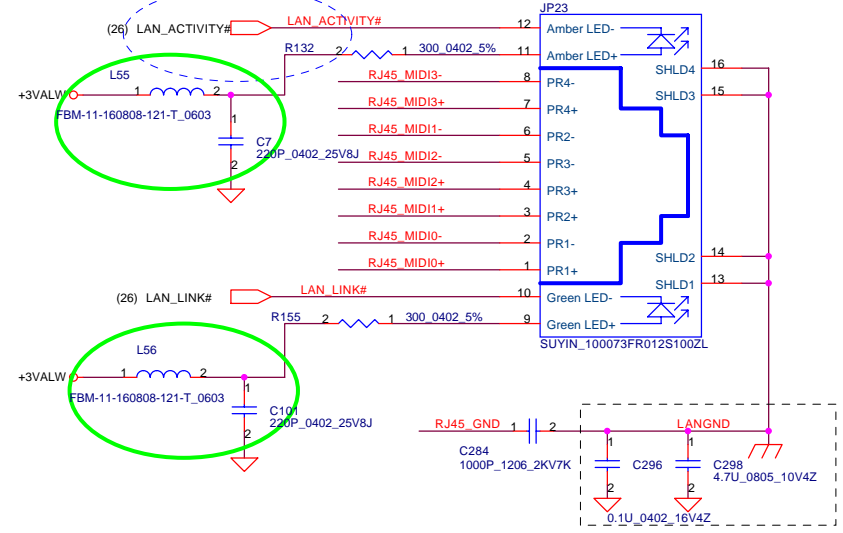 JP23
(26) LAN_ACTIVITY# LAN_ACTIVITY# 12 Amber LED-
R132 2 1 300_0402_5% 11 Amber LED+
L55
+3VALW 1 2
FBM-11-160808-121-T_0603
1
C7
220P_0402_25V8J
2
RJ45_MIDI3- 8 PR4-
RJ45_MIDI3+ 7 PR4+
RJ45_MIDI1- 6 PR2-
RJ45_MIDI2- 5 PR3-
RJ45_MIDI2+ 4 PR3+
RJ45_MIDI1+ 3 PR2+
RJ45_MIDI0- 2 PR1-
RJ45_MIDI0+ 1 PR1+
SHLD4 16
SHLD3 15
SHLD2 14
SHLD1 13
(26) LAN_LINK# LAN_LINK# 10 Green LED-
R155 2 1 300_0402_5% 9 Green LED+
SUYIN_100073FR012S100ZL
L56
+3VALW 1 2
FBM-11-160808-121-T_0603
1
C101
220P_0402_25V8J
2
RJ45_GND 1 2 LANGND
C284
1000P_1206_2KV7K
1
C296
2
0.1U_0402_16V4Z
1
C298
4.7U_0805_10V4Z
2